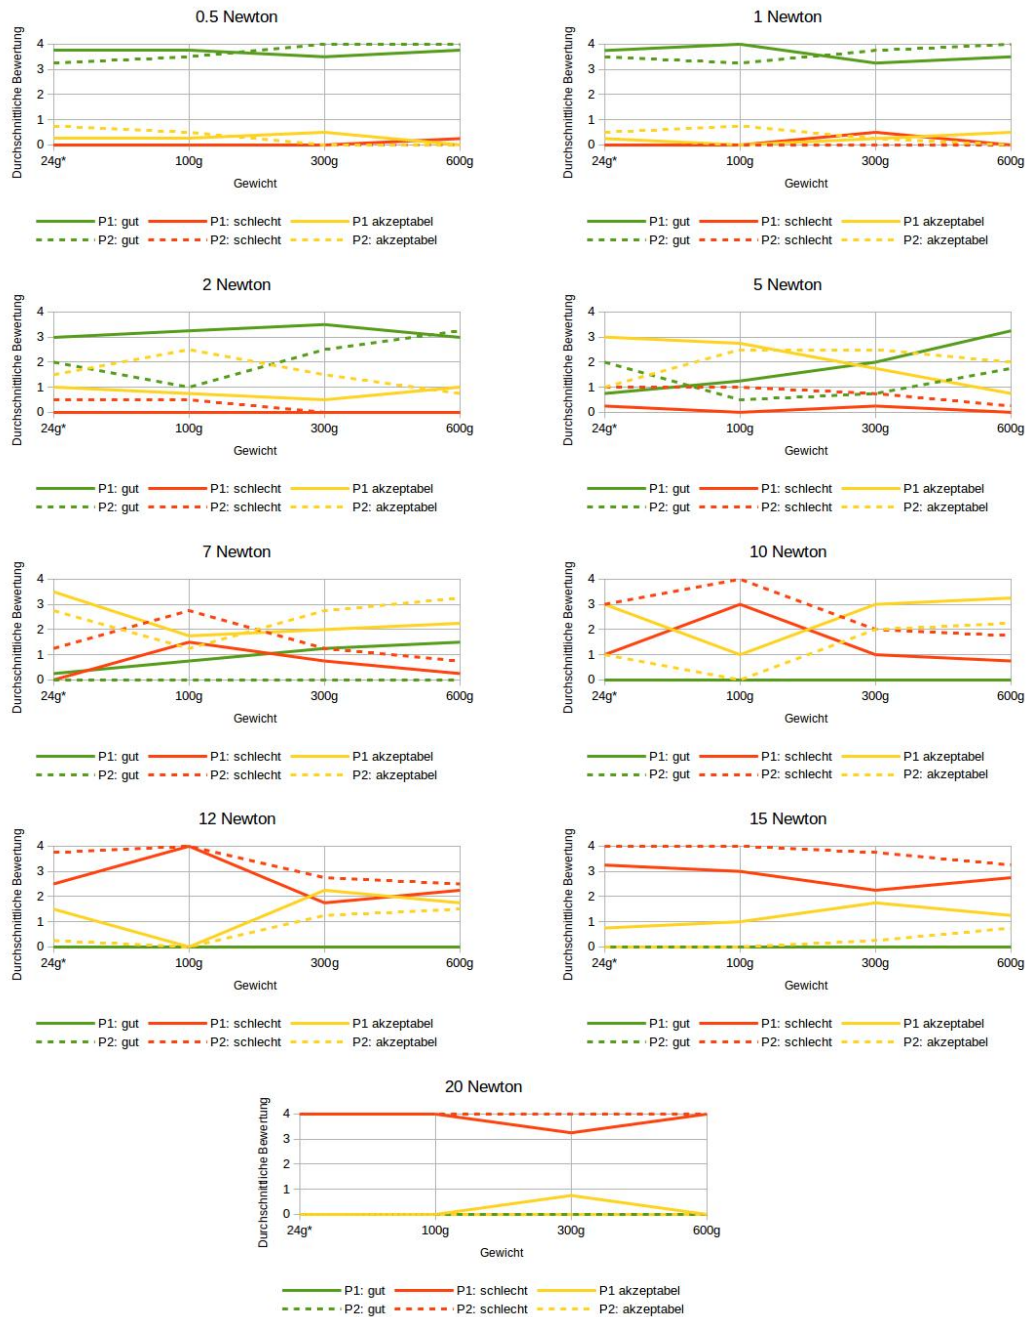 0.5 Newton
Durchschnittliche Bewertung
4
3
2
1
0
24g* 100g 300g 600g
Gewicht
P1: gut P1: schlecht P1 akzeptabel
P2: gut P2: schlecht P2: akzeptabel
1 Newton
Durchschnittliche Bewertung
4
3
2
1
0
24g* 100g 300g 600g
Gewicht
P1: gut P1: schlecht P1 akzeptabel
P2: gut P2: schlecht P2: akzeptabel
2 Newton
Durchschnittliche Bewertung
4
3
2
1
0
24g* 100g 300g 600g
Gewicht
P1: gut P1: schlecht P1 akzeptabel
P2: gut P2: schlecht P2: akzeptabel
5 Newton
Durchschnittliche Bewertung
4
3
2
1
0
24g* 100g 300g 600g
Gewicht
P1: gut P1: schlecht P1 akzeptabel
P2: gut P2: schlecht P2: akzeptabel
7 Newton
Durchschnittliche Bewertung
4
3
2
1
0
24g* 100g 300g 600g
Gewicht
P1: gut P1: schlecht P1 akzeptabel
P2: gut P2: schlecht P2: akzeptabel
10 Newton
Durchschnittliche Bewertung
4
3
2
1
0
24g* 100g 300g 600g
Gewicht
P1: gut P1: schlecht P1 akzeptabel
P2: gut P2: schlecht P2: akzeptabel
12 Newton
Durchschnittliche Bewertung
4
3
2
1
0
24g* 100g 300g 600g
Gewicht
P1: gut P1: schlecht P1 akzeptabel
P2: gut P2: schlecht P2: akzeptabel
15 Newton
Durchschnittliche Bewertung
4
3
2
1
0
24g* 100g 300g 600g
Gewicht
P1: gut P1: schlecht P1 akzeptabel
P2: gut P2: schlecht P2: akzeptabel
20 Newton
Durchschnittliche Bewertung
4
3
2
1
0
24g* 100g 300g 600g
Gewicht
P1: gut P1: schlecht P1 akzeptabel
P2: gut P2: schlecht P2: akzeptabel